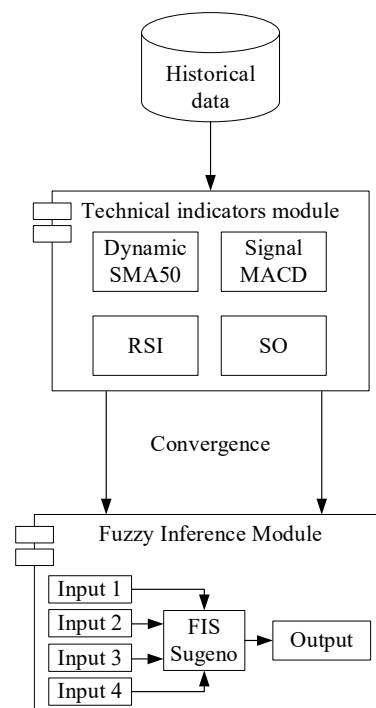 Historical
data
Technical indicators module
Dynamic
SMA50
Signal
MACD
RSI
SO
Convergence
Fuzzy Inference Module
Input 1
Input 2
Input 3
Input 4
FIS
Sugeno
Output